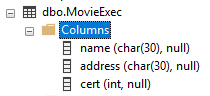 dbo.MovieExec
Columns
name (char(30), null)
address (char(30), null)
cert (int, null)